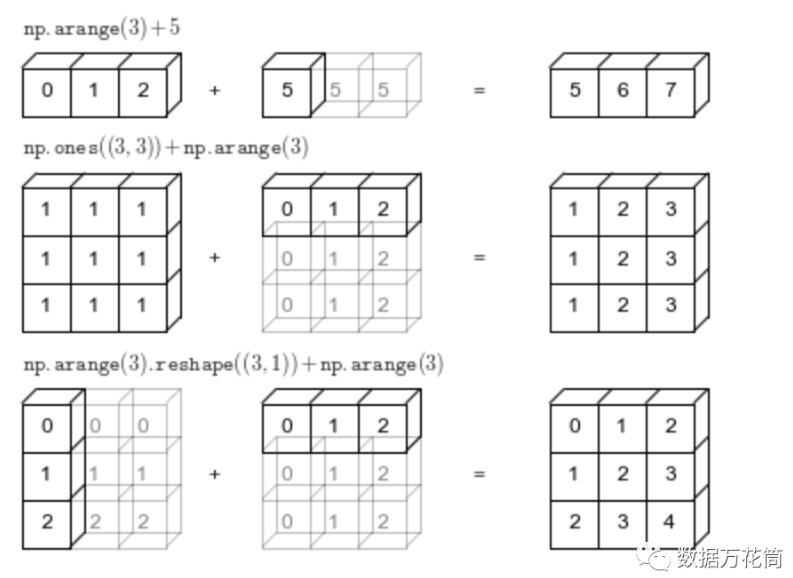 np.arange(3)+5
0 1 2 + 5 5 5 = 5 6 7
np.ones((3, 3))+np.arange(3)
1 1 1 0 1 2 1 2 3
1 1 1 + 0 1 2 = 1 2 3
1 1 1 0 1 2 1 2 3
np.arange(3).reshape((3, 1))+np.arange(3)
0 0 0 0 1 2 0 1 2
1 1 1 + 0 1 2 = 1 2 3
2 2 2 0 1 2 2 3 4
数据万花筒